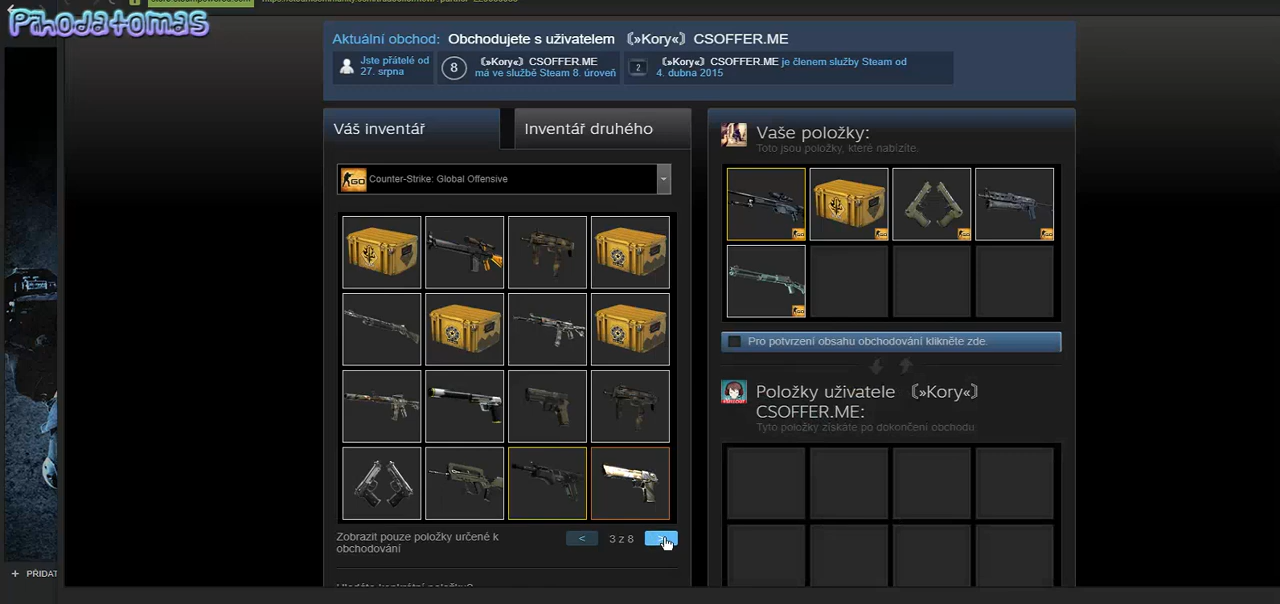 Pihodatomas
Aktuální obchod: Obchodujete s uživatelem 〖»Kory«〗 CSOFFER.ME
Jste přátelé od
27. srpna
8
〖»Kory«〗 CSOFFER.ME
má ve službě Steam 8. úroveň
2
〖»Kory«〗 CSOFFER.ME je členem služby Steam od
4. dubna 2015
Váš inventář
Inventář druhého
Counter-Strike: Global Offensive
Zobrazit pouze položky určené k
obchodování
< 3 z 8
Vaše položky:
Toto jsou položky, které nabízíte.
Pro potvrzení obsahu obchodování klikněte zde.
Položky uživatele 〖»Kory«〗
CSOFFER.ME:
Tyto položky získáte po dokončení obchodu
+ PŘIDAT